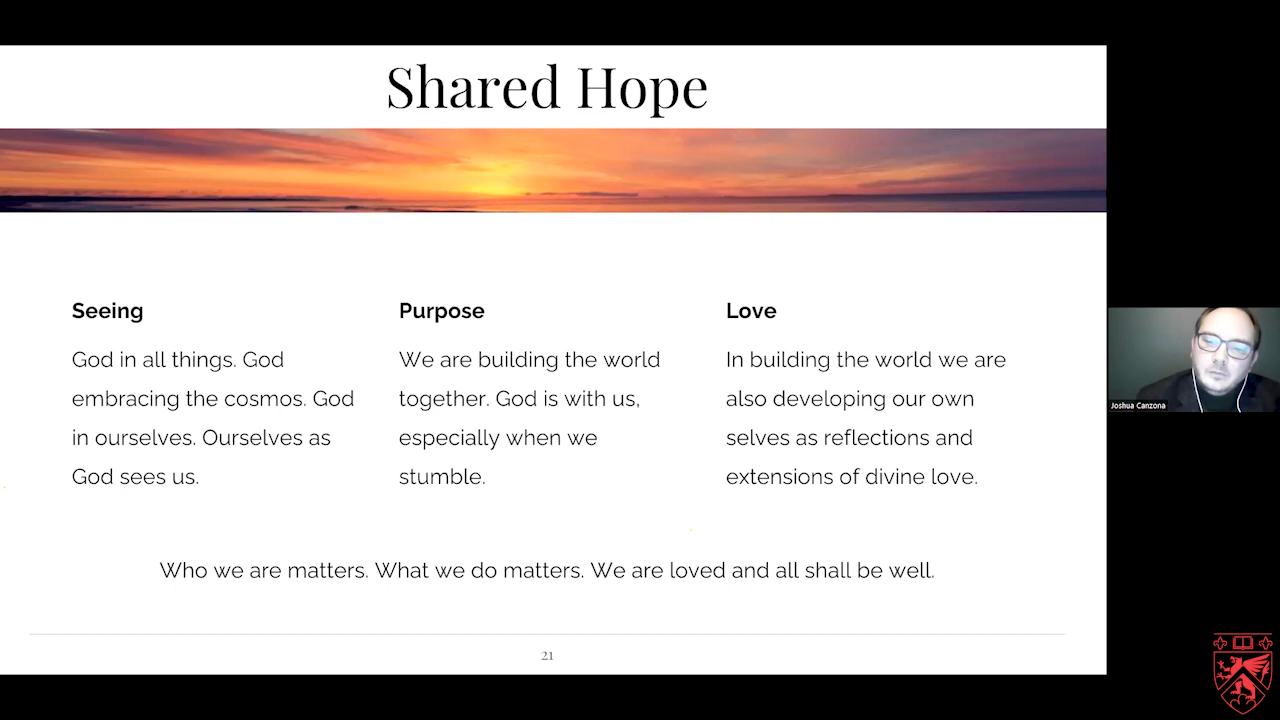 Shared Hope
Seeing
God in all things. God
embracing the cosmos. God
in ourselves. Ourselves as
God sees us.
Purpose
We are building the world
together. God is with us,
especially when we
stumble.
Love
In building the world we are
also developing our own
selves as reflections and
extensions of divine love.
Who we are matters. What we do matters. We are loved and all shall be well.
21
Joshua Canzona